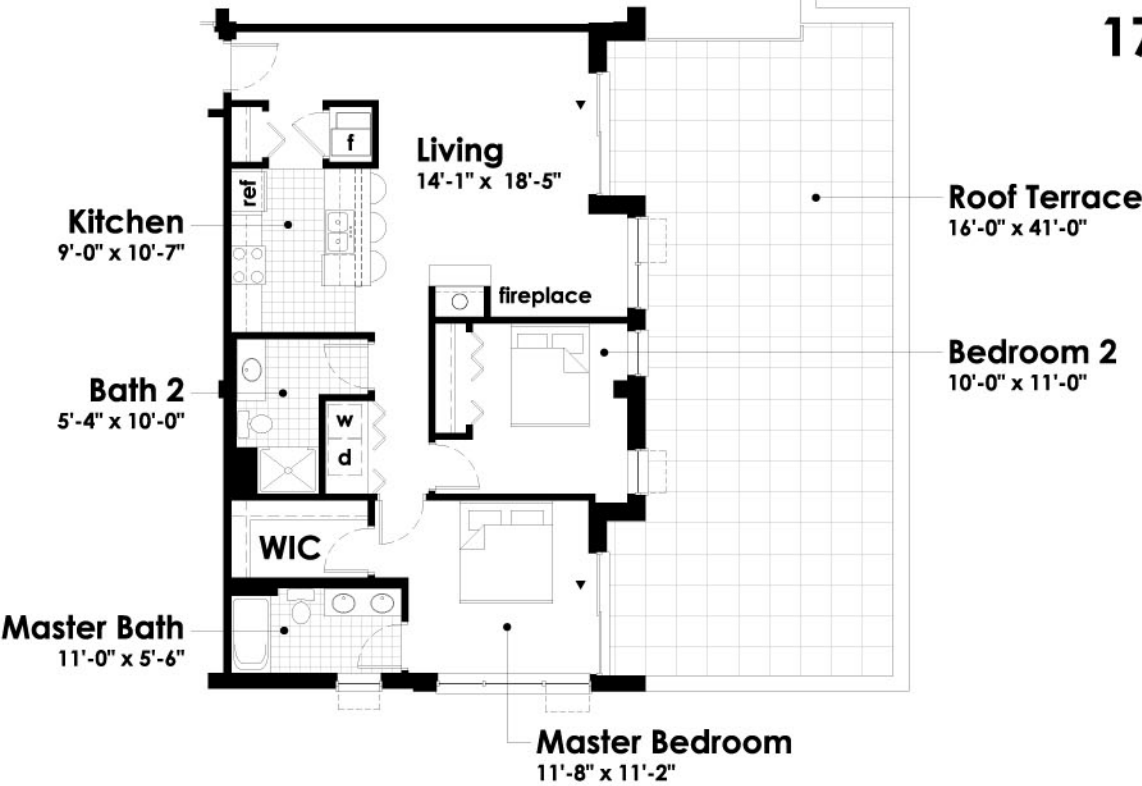 17
f
Living
14'-1" x 18'-5"
ref
Kitchen
9'-0" x 10'-7"
Roof Terrace
16'-0" x 41'-0"
fireplace
Bedroom 2
10'-0" x 11'-0"
Bath 2
5'-4" x 10'-0"
w
d
WIC
Master Bath
11'-0" x 5'-6"
Master Bedroom
11'-8" x 11'-2"